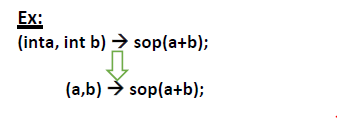 Ex:
(inta, int b) → sop(a+b);
(a,b) → sop(a+b);